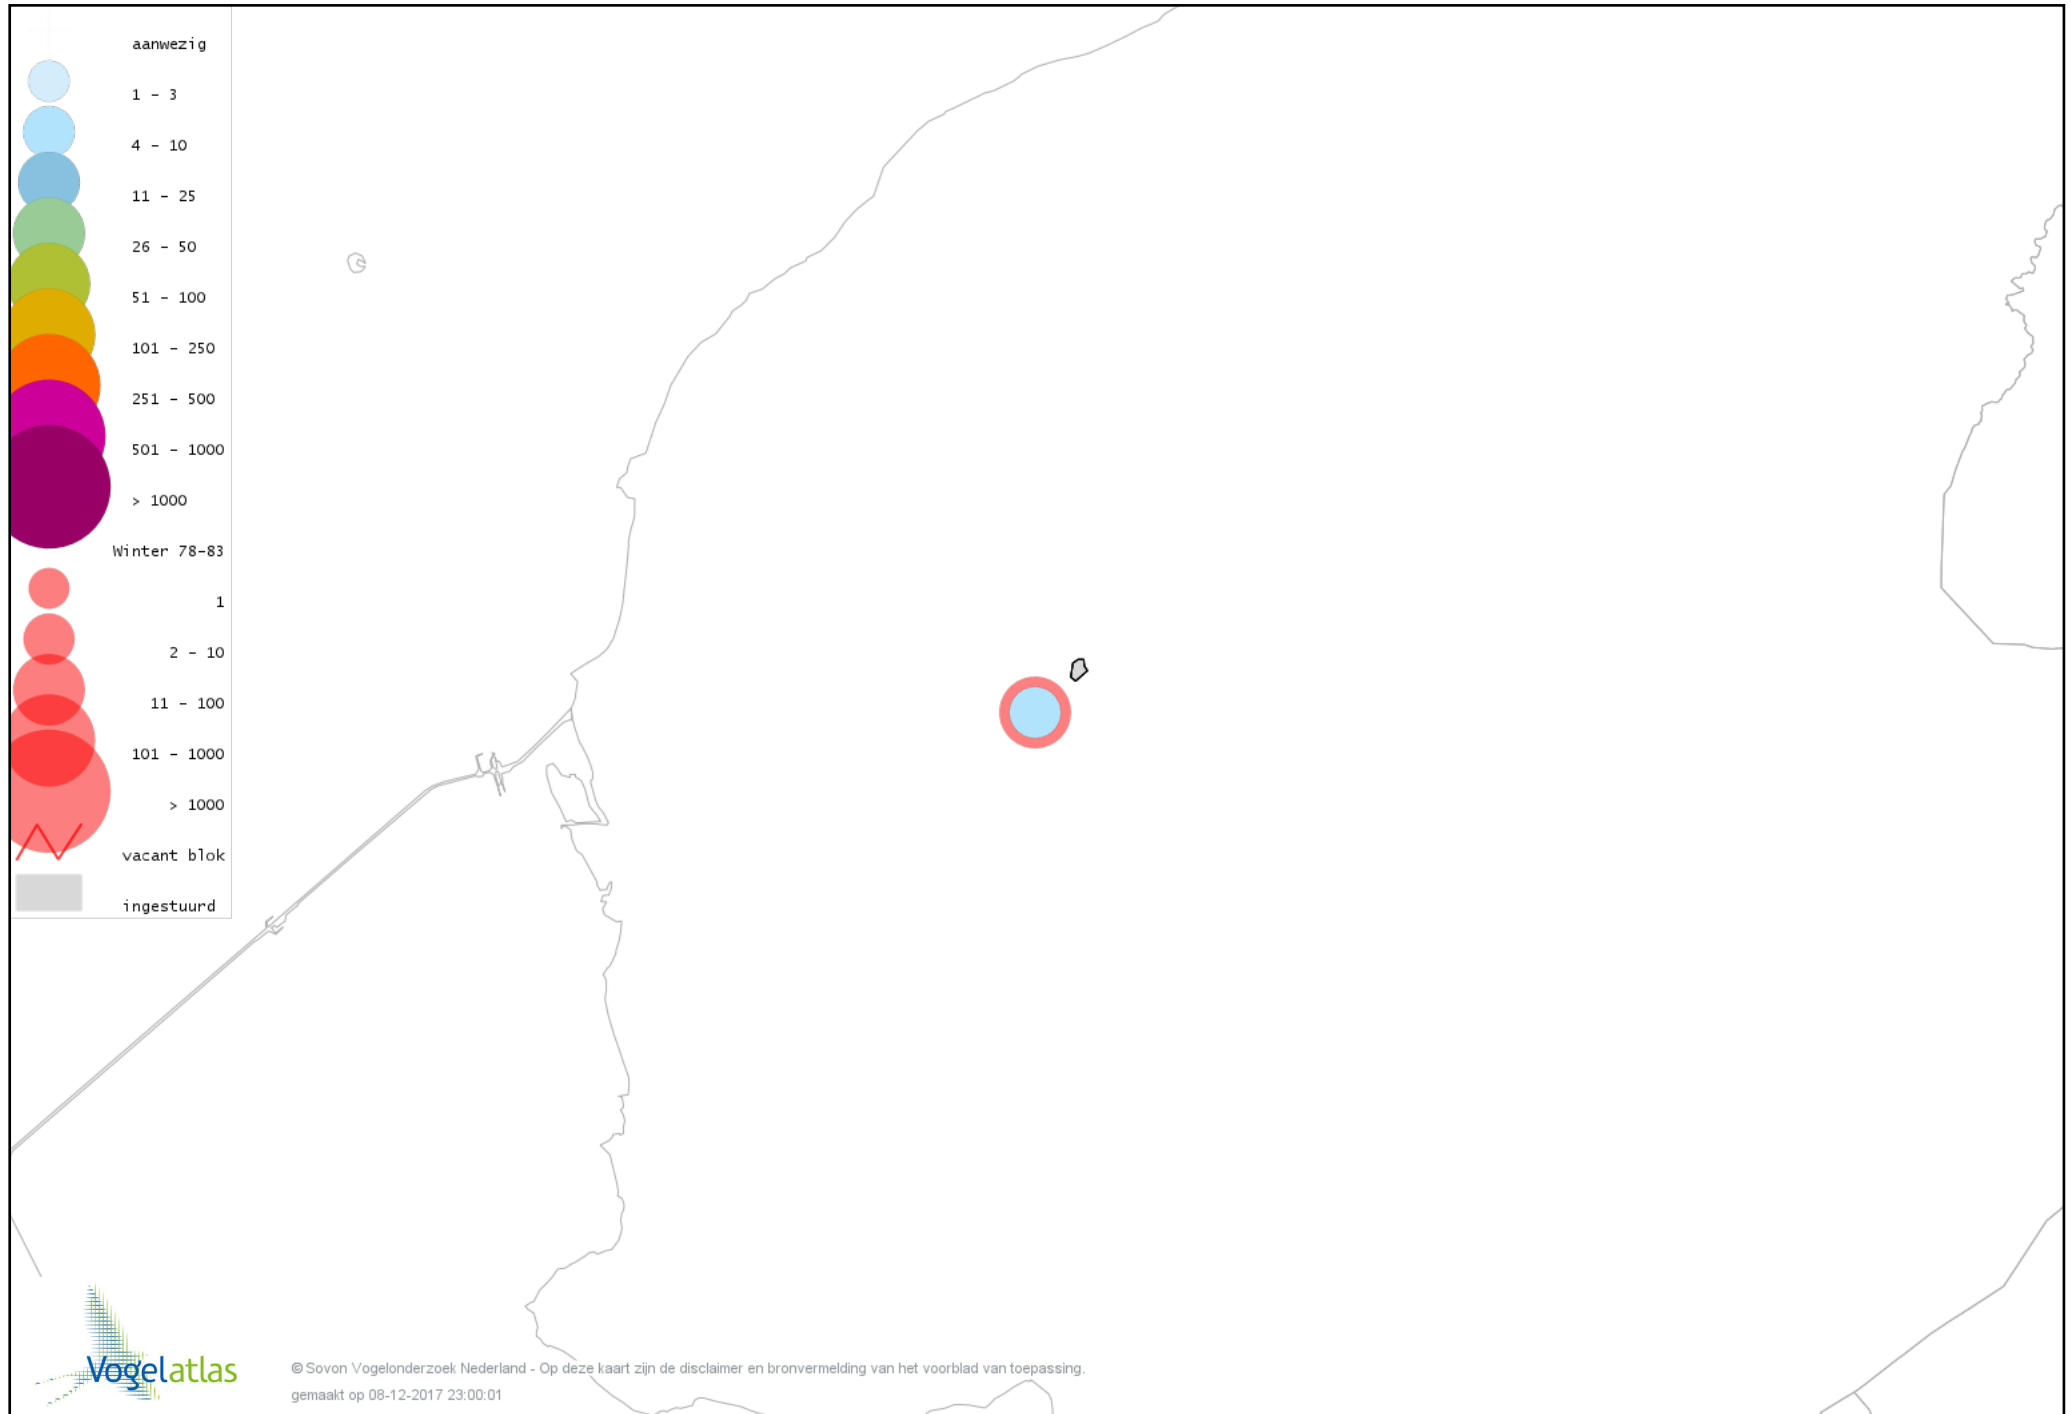 aanwezig
1 - 3
4 - 10
11 - 25
26 - 50
51 - 100
101 - 250
251 - 500
501 - 1000
> 1000
Winter 78-83
1
2 - 10
11 - 100
101 - 1000
> 1000
vacant blok
ingestuurd
Vogelatlas
© Sovon Vogelonderzoek Nederland - Op deze kaart zijn de disclaimer en bronvermelding van het voorblad van toepassing.
gemaakt op 08-12-2017 23:00:01